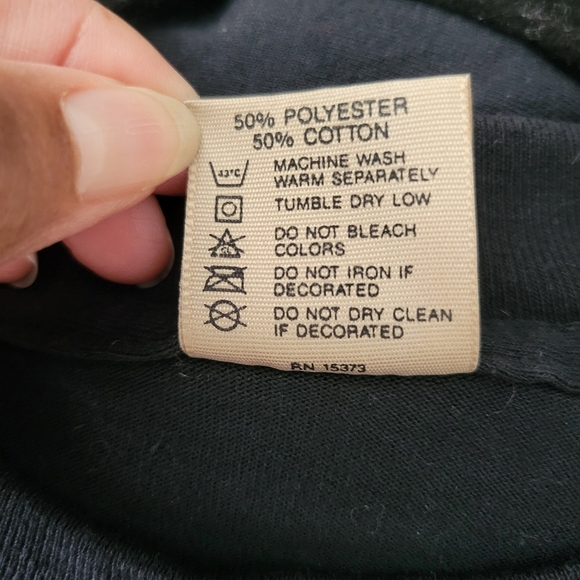 50% POLYESTER
50% COTTON
MACHINE WASH
WARM SEPARATELY
TUMBLE DRY LOW
DO NOT BLEACH
COLORS
DO NOT IRON IF
DECORATED
DO NOT DRY CLEAN
IF DECORATED
RN 15373